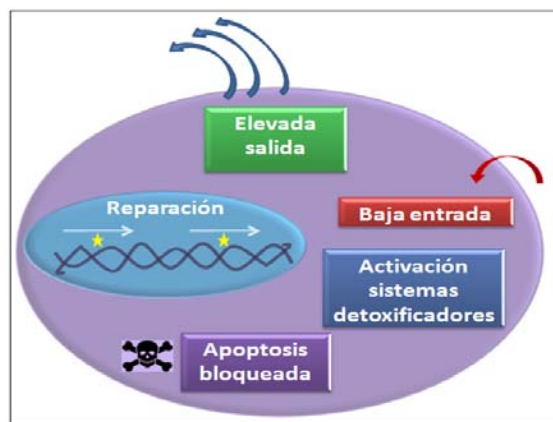 Elevada
salida
Reparación
Baja entrada
Activación
sistemas
detoxificadores
Apoptosis
bloqueada